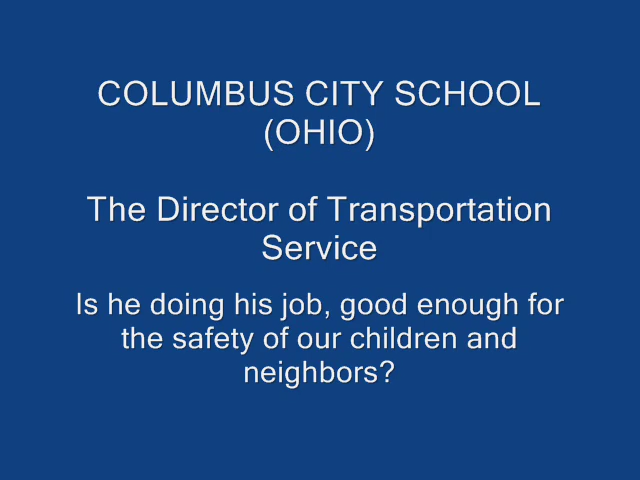 COLUMBUS CITY SCHOOL
(OHIO)
The Director of Transportation
Service
Is he doing his job, good enough for
the safety of our children and
neighbors?